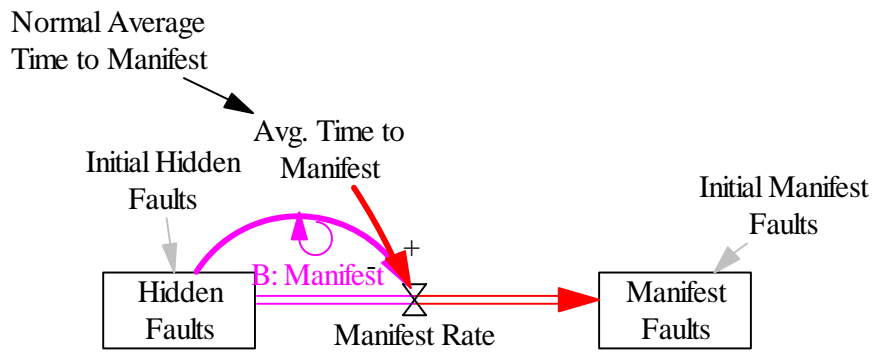 Normal Average
Time to Manifest
Avg. Time to
Manifest
Initial Hidden
Faults
Initial Manifest
Faults
+
-
B: Manifest
Hidden
Faults
Manifest Rate
Manifest
Faults